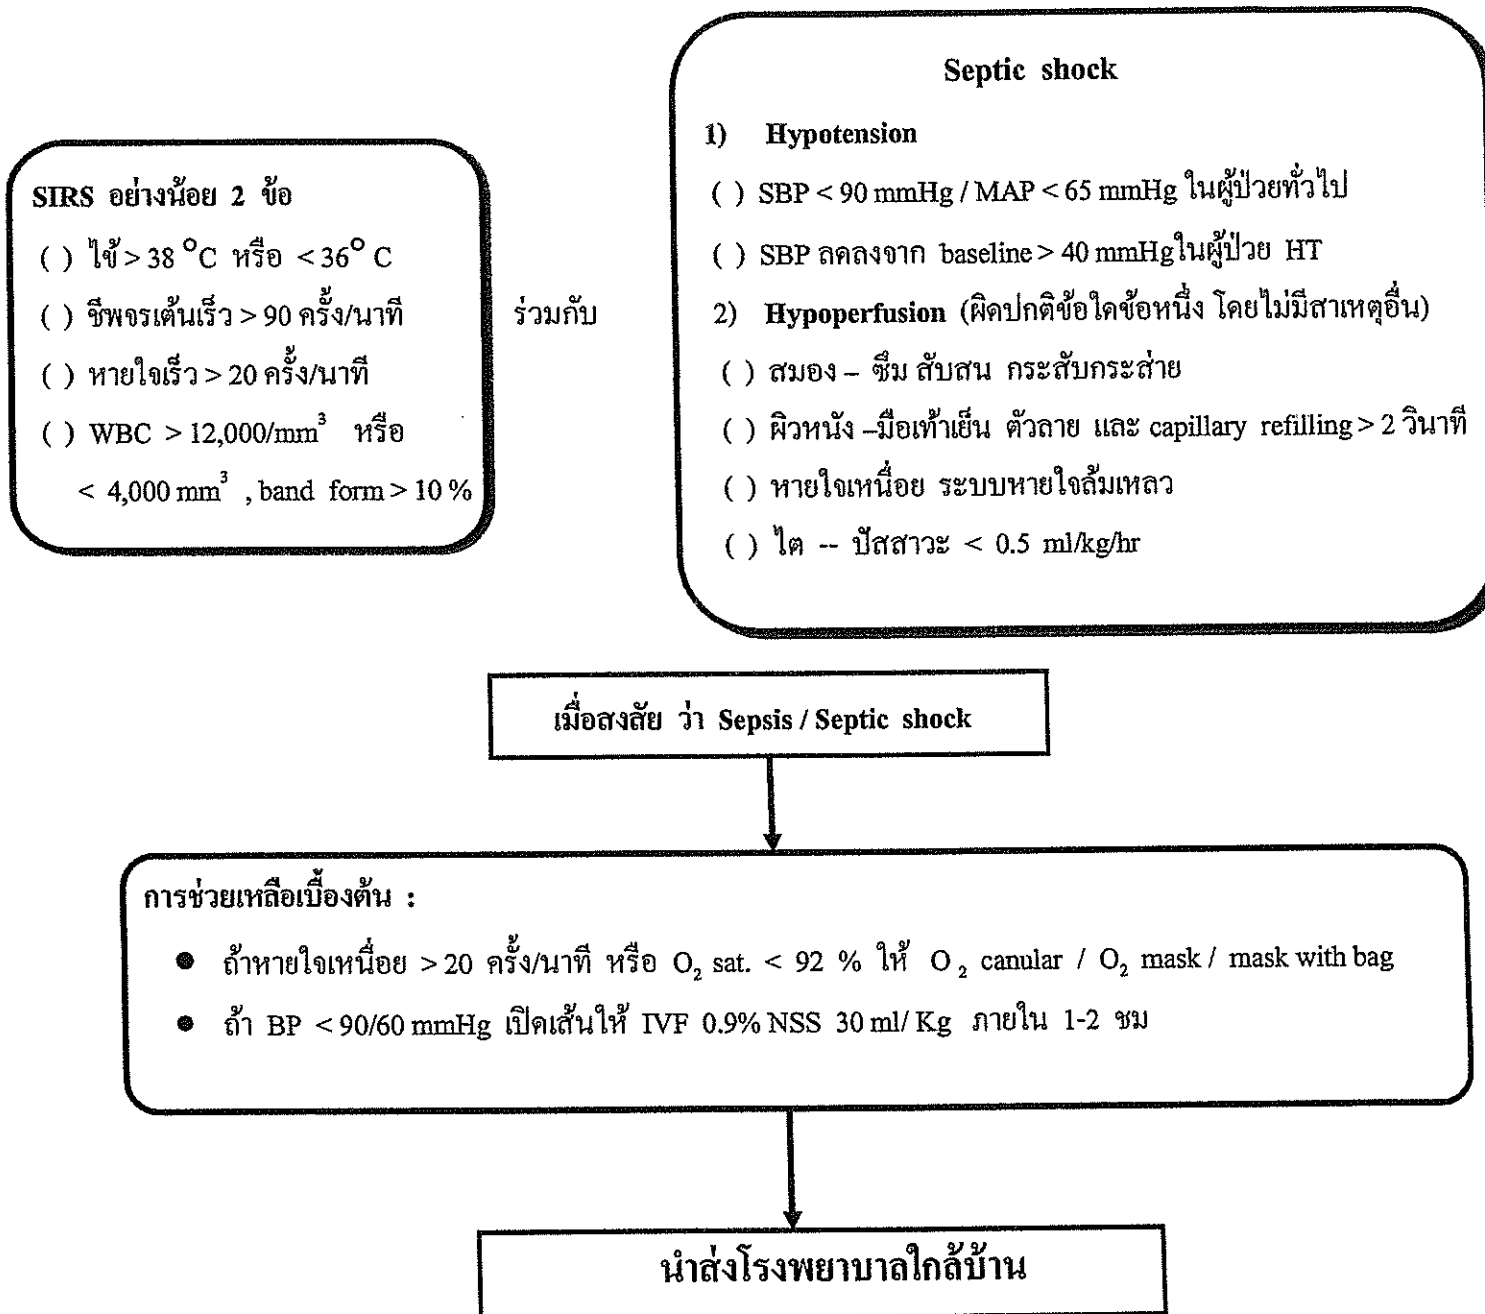 SIRS อย่างน้อย 2 ข้อ
( ) ไข้ > 38 °C หรือ < 36° C
( ) ชีพจรเต้นเร็ว > 90 ครั้ง/นาที
( ) หายใจเร็ว > 20 ครั้ง/นาที
( ) WBC > 12,000/mm³ หรือ
< 4,000 mm³ , band form > 10 %
ร่วมกับ
Septic shock
1) Hypotension
( ) SBP < 90 mmHg / MAP < 65 mmHg ในผู้ป่วยทั่วไป
( ) SBP ลดลงจาก baseline > 40 mmHgในผู้ป่วย HT
2) Hypoperfusion (ผิดปกติข้อใดข้อหนึ่ง โดยไม่มีสาเหตุอื่น)
( ) สมอง – ซึม สับสน กระสับกระส่าย
( ) ผิวหนัง –มือเท้าเย็น ตัวลาย และ capillary refilling > 2 วินาที
( ) หายใจเหนื่อย ระบบหายใจล้มเหลว
( ) ไต -- ปัสสาวะ < 0.5 ml/kg/hr
เมื่อสงสัย ว่า Sepsis / Septic shock
การช่วยเหลือเบื้องต้น :
● ถ้าหายใจเหนื่อย > 20 ครั้ง/นาที หรือ O₂ sat. < 92 % ให้ O₂ canular / O₂ mask / mask with bag
● ถ้า BP < 90/60 mmHg เปิดเส้นให้ IVF 0.9% NSS 30 ml/ Kg ภายใน 1-2 ชม
นำส่งโรงพยาบาลใกล้บ้าน